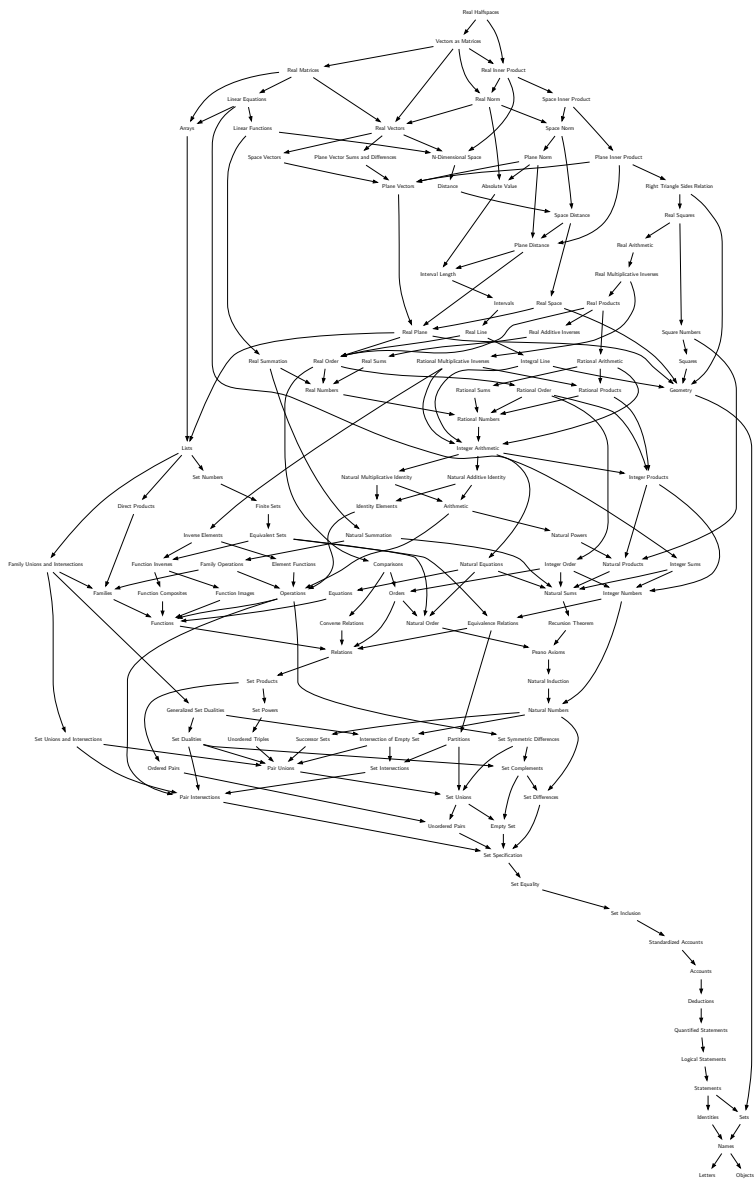 Real Halfspaces
Vectors as Matrices
Real Matrices
Real Inner Product
Linear Equations
Real Norm
Space Inner Product
Arrays
Linear Functions
Real Vectors
Space Norm
Space Vectors
Plane Vector Sums and Differences
N-Dimensional Space
Plane Norm
Plane Inner Product
Plane Vectors
Distance
Absolute Value
Right Triangle Sides Relation
Space Distance
Real Squares
Plane Distance
Real Arithmetic
Interval Length
Real Multiplicative Inverses
Intervals
Real Space
Real Products
Real Plane
Real Line
Real Additive Inverses
Square Numbers
Real Summation
Real Order
Real Sums
Rational Multiplicative Inverses
Integral Line
Rational Arithmetic
Squares
Real Numbers
Rational Sums
Rational Order
Rational Products
Geometry
Rational Numbers
Lists
Integer Arithmetic
Set Numbers
Natural Multiplicative Identity
Natural Additive Identity
Integer Products
Direct Products
Finite Sets
Identity Elements
Arithmetic
Inverse Elements
Equivalent Sets
Natural Summation
Natural Powers
Family Unions and Intersections
Function Inverses
Family Operations
Element Functions
Comparisons
Natural Equations
Integer Order
Natural Products
Integer Sums
Families
Function Composites
Function Images
Operations
Equations
Orders
Natural Sums
Integer Numbers
Functions
Converse Relations
Natural Order
Equivalence Relations
Recursion Theorem
Relations
Peano Axioms
Set Products
Natural Induction
Generalized Set Dualities
Set Powers
Natural Numbers
Set Unions and Intersections
Set Dualities
Unordered Triples
Successor Sets
Intersection of Empty Set
Partitions
Set Symmetric Differences
Ordered Pairs
Pair Unions
Set Intersections
Set Complements
Pair Intersections
Set Unions
Set Differences
Unordered Pairs
Empty Set
Set Specification
Set Equality
Set Inclusion
Standardized Accounts
Accounts
Deductions
Quantified Statements
Logical Statements
Statements
Identities
Sets
Names
Letters
Objects